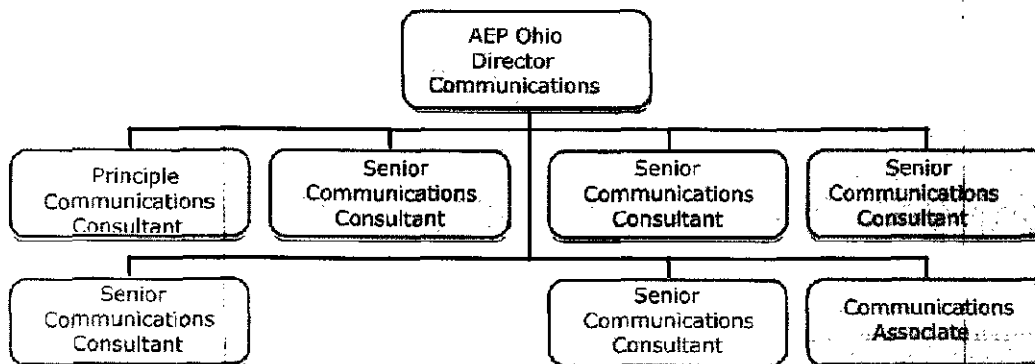 AEP Ohio
Director
Communications
Principle
Communications
Consultant
Senior
Communications
Consultant
Senior
Communications
Consultant
Senior
Communications
Consultant
Senior
Communications
Consultant
Senior
Communications
Consultant
Communications
Associate